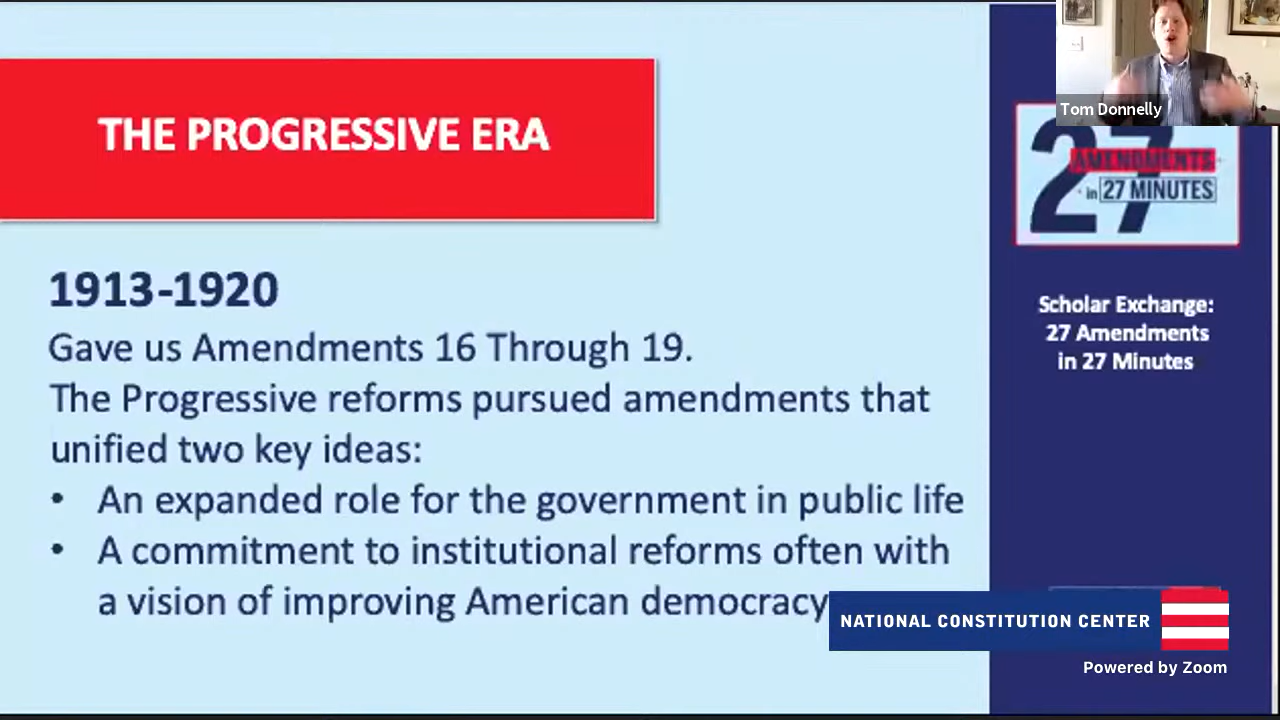 THE PROGRESSIVE ERA
1913-1920
Gave us Amendments 16 Through 19.
The Progressive reforms pursued amendments that
unified two key ideas:
• An expanded role for the government in public life
• A commitment to institutional reforms often with
a vision of improving American democracy
Tom Donnelly
27
AMENDMENTS
in 27 MINUTES
Scholar Exchange:
27 Amendments
in 27 Minutes
NATIONAL CONSTITUTION CENTER
Powered by Zoom